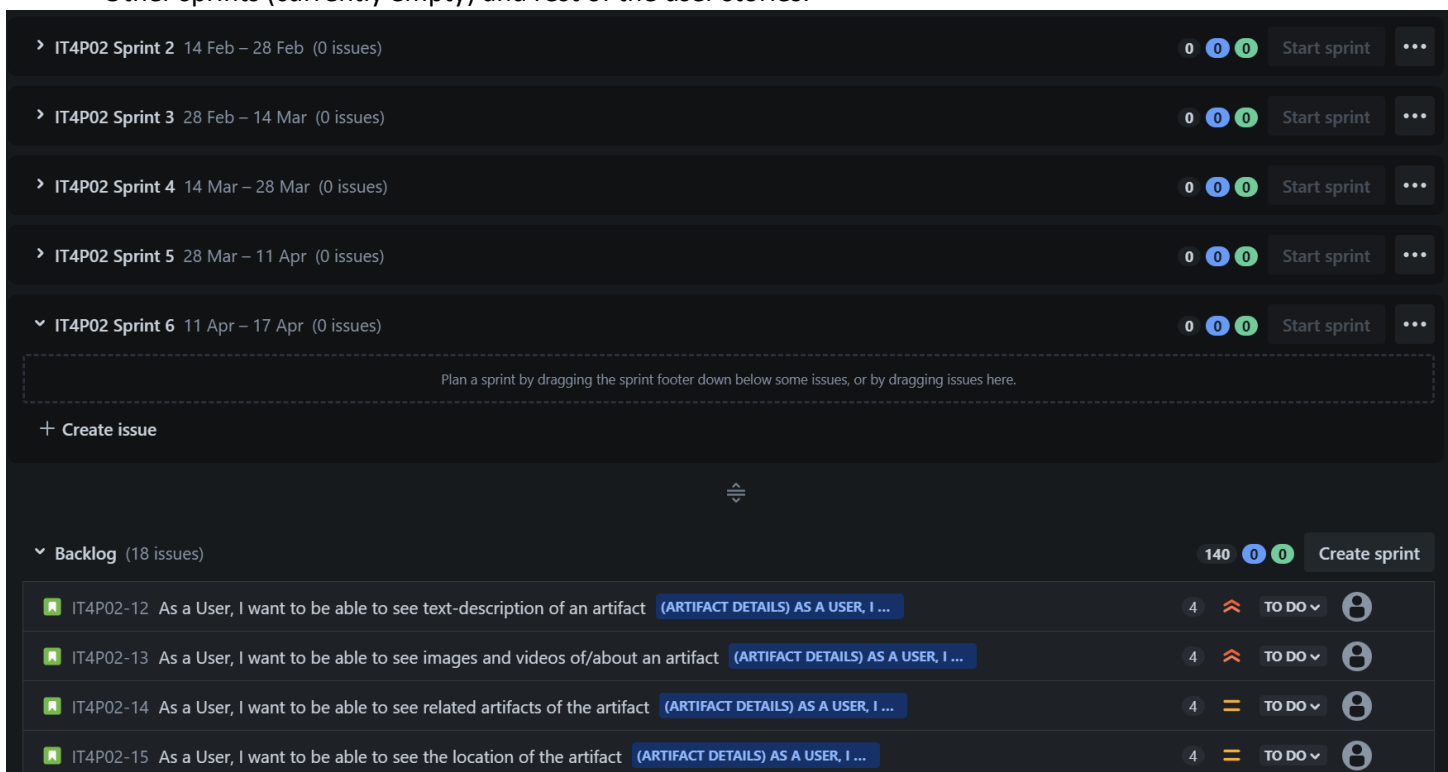 Other sprints (currently empty) and rest of the user stories:
IT4P02 Sprint 2 14 Feb – 28 Feb (0 issues) 0 0 0 Start sprint •••
IT4P02 Sprint 3 28 Feb – 14 Mar (0 issues) 0 0 0 Start sprint •••
IT4P02 Sprint 4 14 Mar – 28 Mar (0 issues) 0 0 0 Start sprint •••
IT4P02 Sprint 5 28 Mar – 11 Apr (0 issues) 0 0 0 Start sprint •••
IT4P02 Sprint 6 11 Apr – 17 Apr (0 issues) 0 0 0 Start sprint •••
Plan a sprint by dragging the sprint footer down below some issues, or by dragging issues here.
+ Create issue
Backlog (18 issues) 140 0 0 Create sprint
IT4P02-12 As a User, I want to be able to see text-description of an artifact (ARTIFACT DETAILS) AS A USER, I ... 4 TO DO
IT4P02-13 As a User, I want to be able to see images and videos of/about an artifact (ARTIFACT DETAILS) AS A USER, I ... 4 TO DO
IT4P02-14 As a User, I want to be able to see related artifacts of the artifact (ARTIFACT DETAILS) AS A USER, I ... 4 TO DO
IT4P02-15 As a User, I want to be able to see the location of the artifact (ARTIFACT DETAILS) AS A USER, I ... 4 TO DO